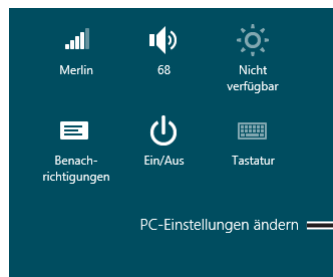 Merlin
68
Nicht
verfügbar
Benach-
richtigungen
Ein/Aus
Tastatur
PC-Einstellungen ändern